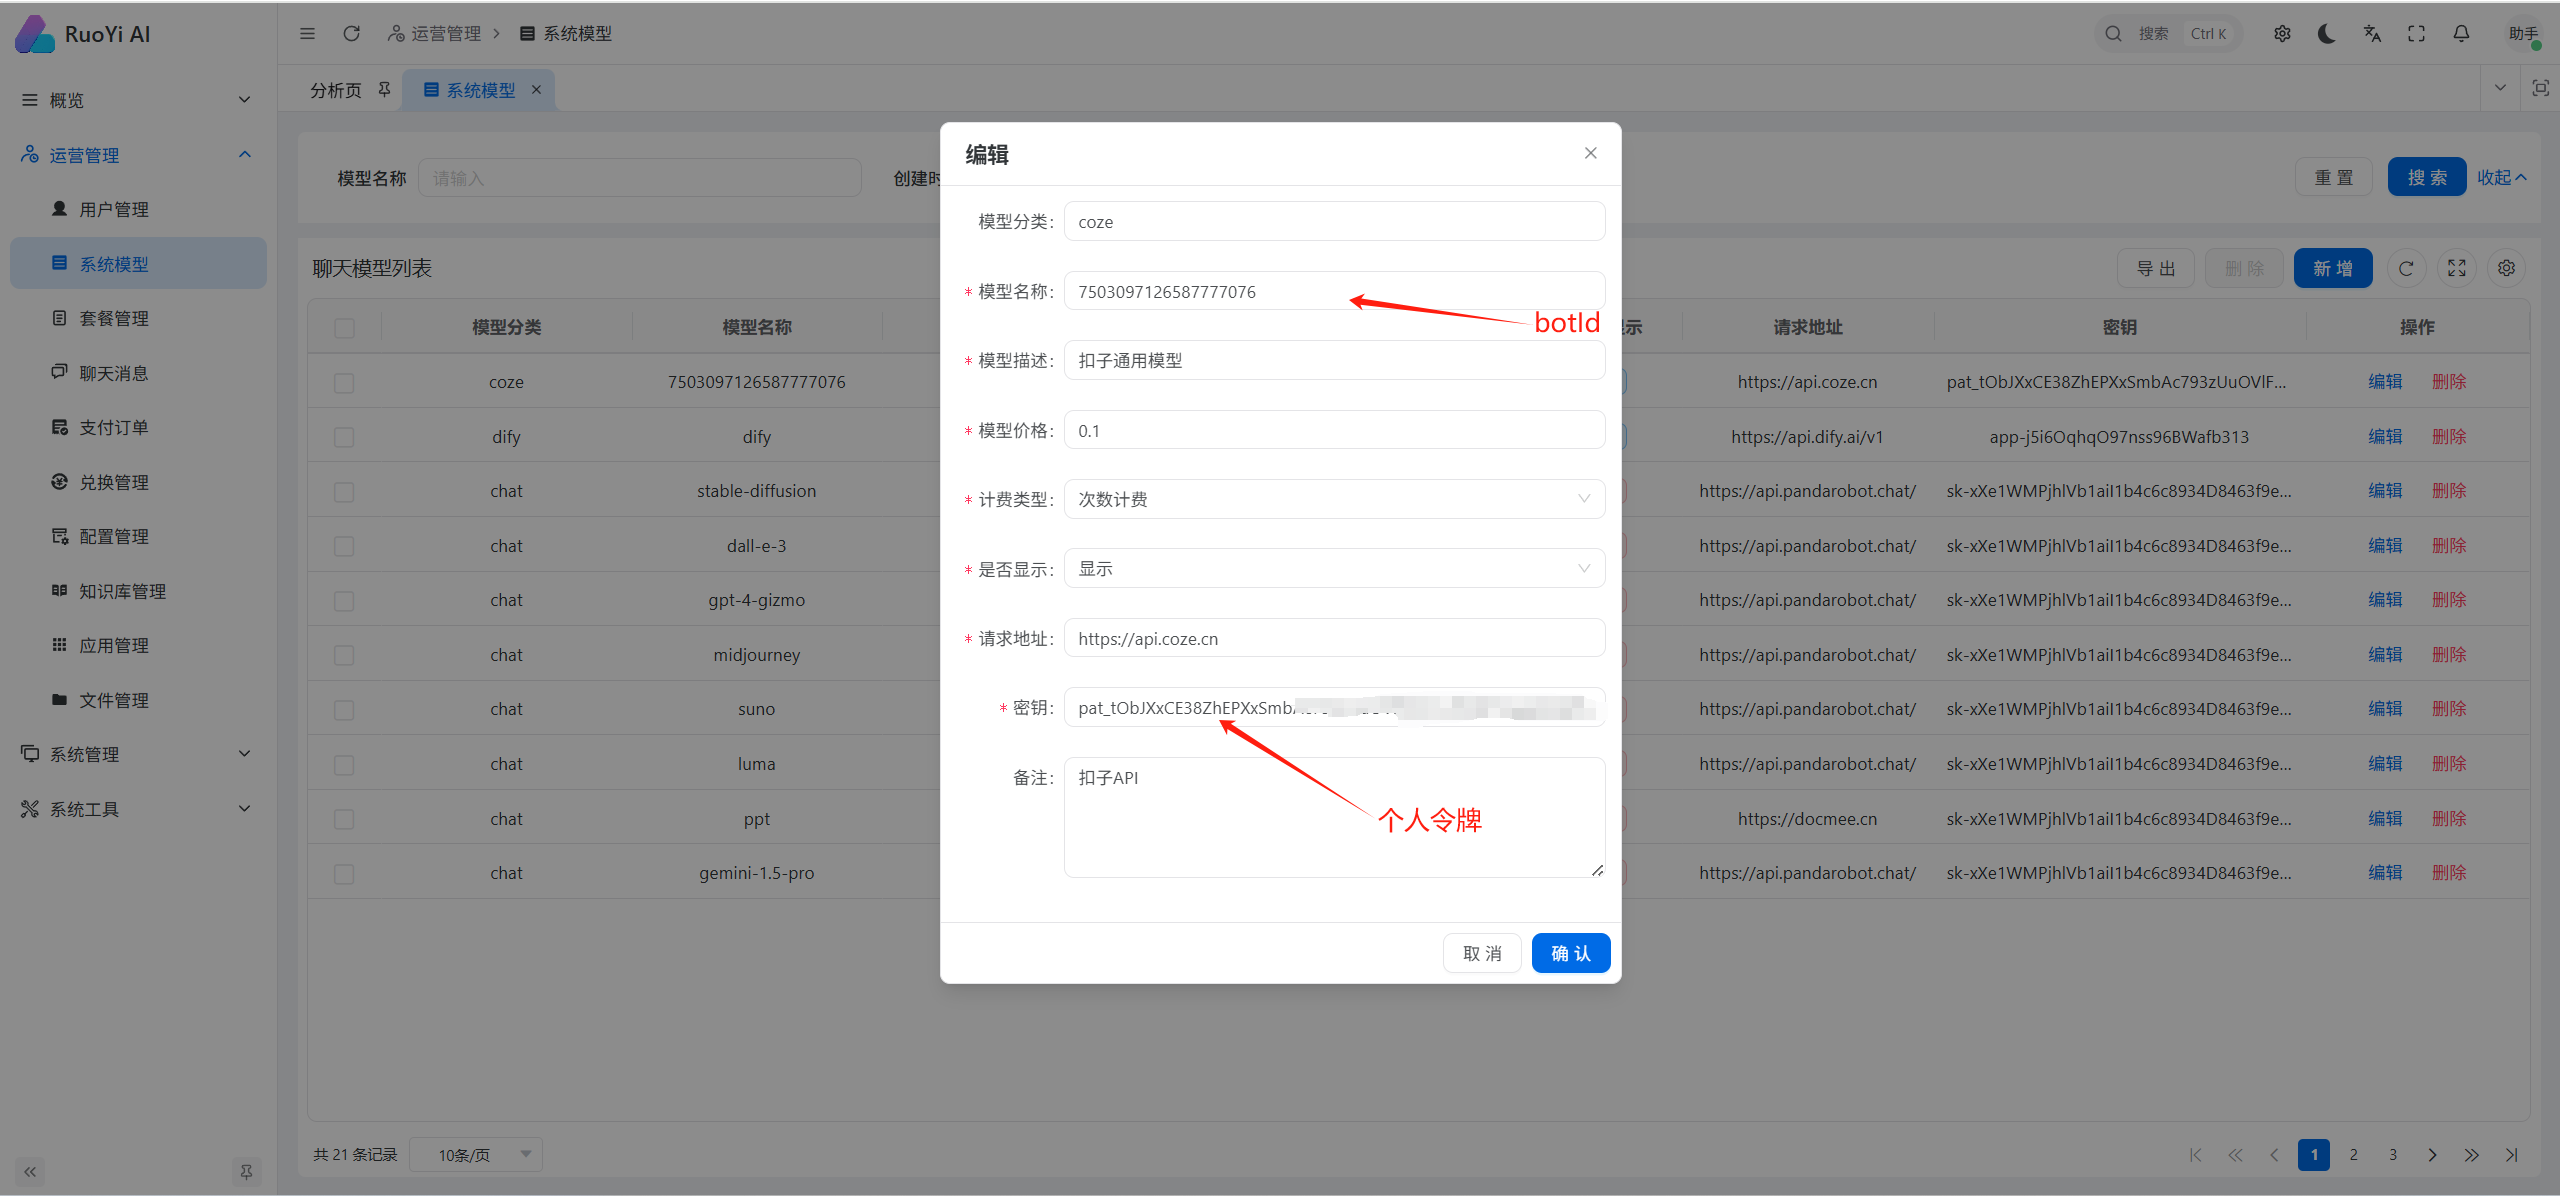 RuoYi AI
运营管理
系统模型
搜索 Ctrl K
助手
概览
分析页
系统模型
运营管理
用户管理
系统模型
套餐管理
聊天消息
支付订单
兑换管理
配置管理
知识库管理
应用管理
文件管理
系统管理
系统工具
模型名称 请输入
创建时
重 置
搜 索
收起
聊天模型列表
导 出
删 除
新 增
模型分类 模型名称 示 请求地址 密钥 操作
coze 7503097126587777076 https://api.coze.cn pat_tObJXxCE38ZhEPXxSmbAc793zUuOVlF... 编辑 删除
dify dify https://api.dify.ai/v1 app-j5i6OqhqO97nss96BWafb313 编辑 删除
chat stable-diffusion https://api.pandarobot.chat/ sk-xXe1WMPjhlVb1aiI1b4c6c8934D8463f9e... 编辑 删除
chat dall-e-3 https://api.pandarobot.chat/ sk-xXe1WMPjhlVb1aiI1b4c6c8934D8463f9e... 编辑 删除
chat gpt-4-gizmo https://api.pandarobot.chat/ sk-xXe1WMPjhlVb1aiI1b4c6c8934D8463f9e... 编辑 删除
chat midjourney https://api.pandarobot.chat/ sk-xXe1WMPjhlVb1aiI1b4c6c8934D8463f9e... 编辑 删除
chat suno https://api.pandarobot.chat/ sk-xXe1WMPjhlVb1aiI1b4c6c8934D8463f9e... 编辑 删除
chat luma https://api.pandarobot.chat/ sk-xXe1WMPjhlVb1aiI1b4c6c8934D8463f9e... 编辑 删除
chat ppt https://docmee.cn sk-xXe1WMPjhlVb1aiI1b4c6c8934D8463f9e... 编辑 删除
chat gemini-1.5-pro https://api.pandarobot.chat/ sk-xXe1WMPjhlVb1aiI1b4c6c8934D8463f9e... 编辑 删除
共 21 条记录 10条/页
1 2 3
编辑
模型分类: coze
* 模型名称: 7503097126587777076
botId
* 模型描述: 扣子通用模型
* 模型价格: 0.1
* 计费类型: 次数计费
* 是否显示: 显示
* 请求地址: https://api.coze.cn
* 密钥: pat_tObJXxCE38ZhEPXxSmb
备注: 扣子API
个人令牌
取 消
确 认